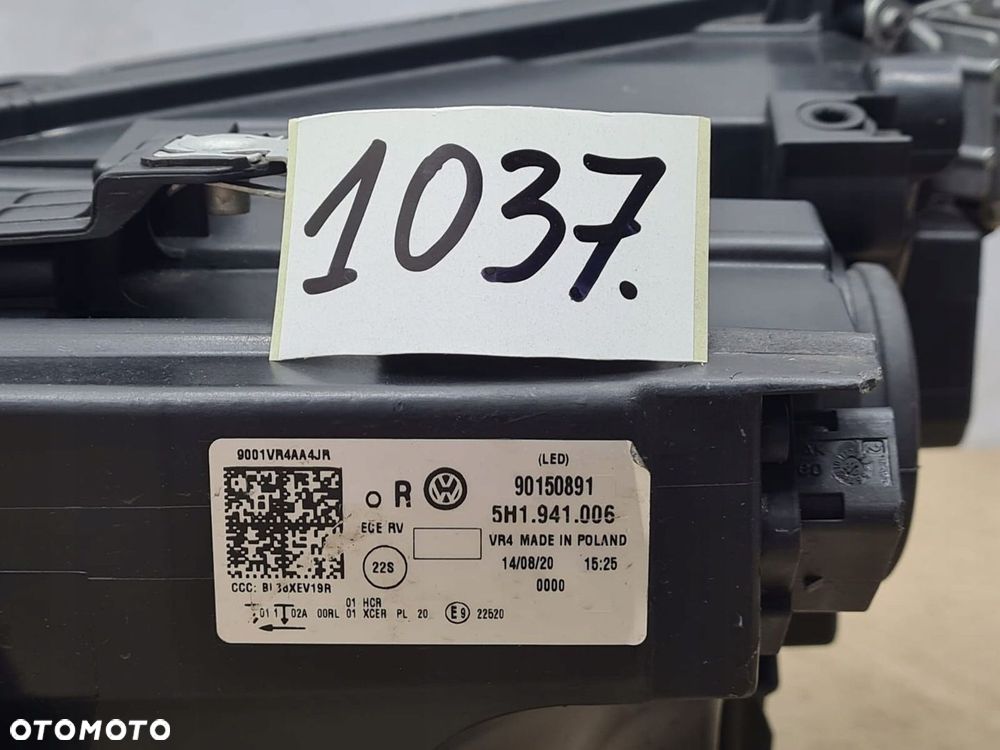 1037.
9001VR4AA4JR
(LED)
R
90150891
5H1.941.006
ECE RV
VR4 MADE IN POLAND
22S
14/08/20 15:25
0000
01 HCR
02A 00RL 01 XCER PL 20 E9 22520
OTOMOTO